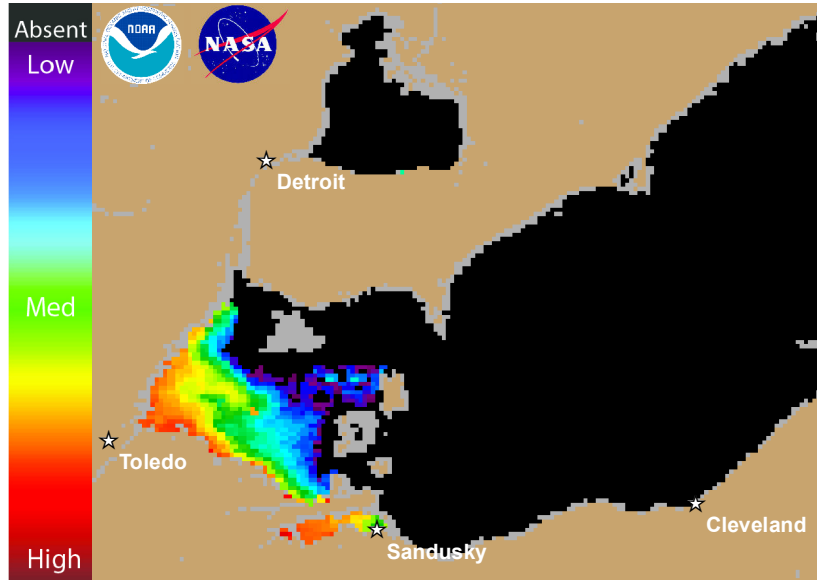 Absent
Low
Med
High
NOAA
NASA
Detroit
Toledo
Sandusky
Cleveland